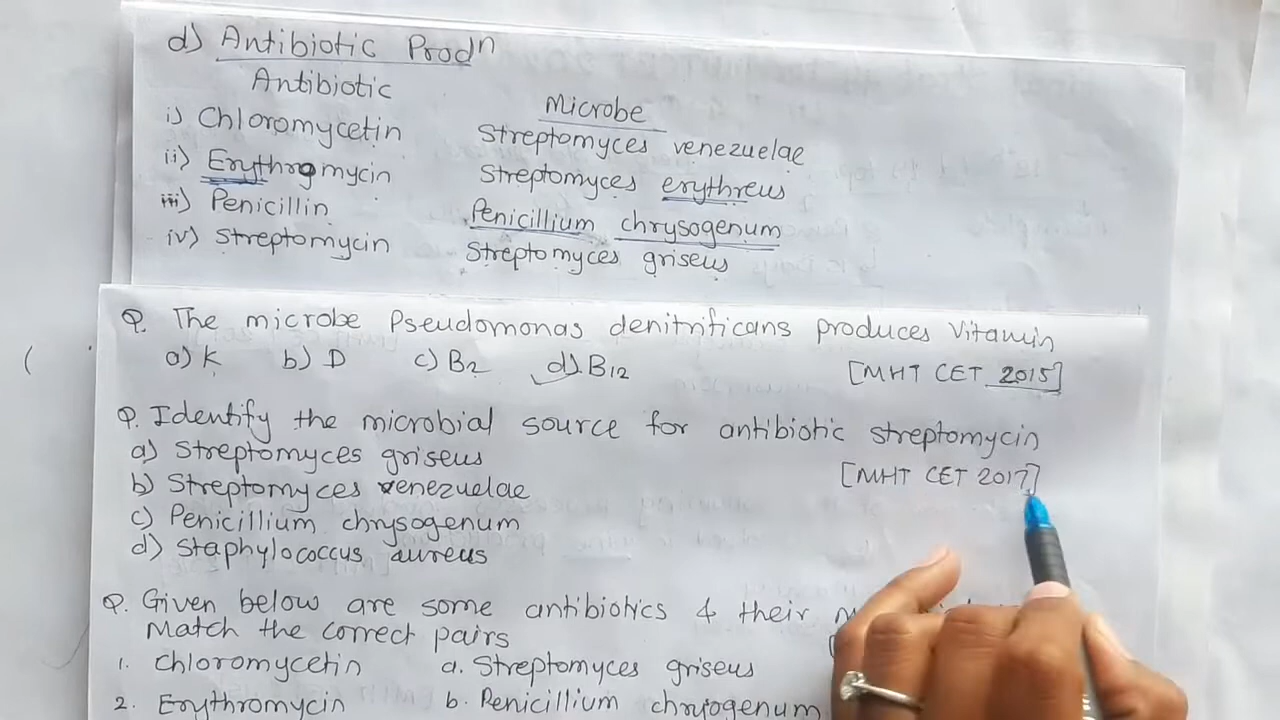 d) Antibiotic Prodⁿ
Antibiotic Microbe
i) Chloromycetin Streptomyces venezuelae
ii) Erythromycin Streptomyces erythreus
iii) Penicillin Penicillium chrysogenum
iv) Streptomycin Streptomyces griseus
Q. The microbe Pseudomonas denitrificans produces Vitamin
a) K b) D c) B2 d) B12 [MHT CET 2015]
Q. Identify the microbial source for antibiotic streptomycin
a) Streptomyces griseus
[MHT CET 2017]
b) Streptomyces venezuelae
c) Penicillium chrysogenum
d) Staphylococcus aureus
Q. Given below are some antibiotics & their
Match the correct pairs
1. Chloromycetin a. Streptomyces griseus
2. Erythromycin b. Penicillium chryogenum